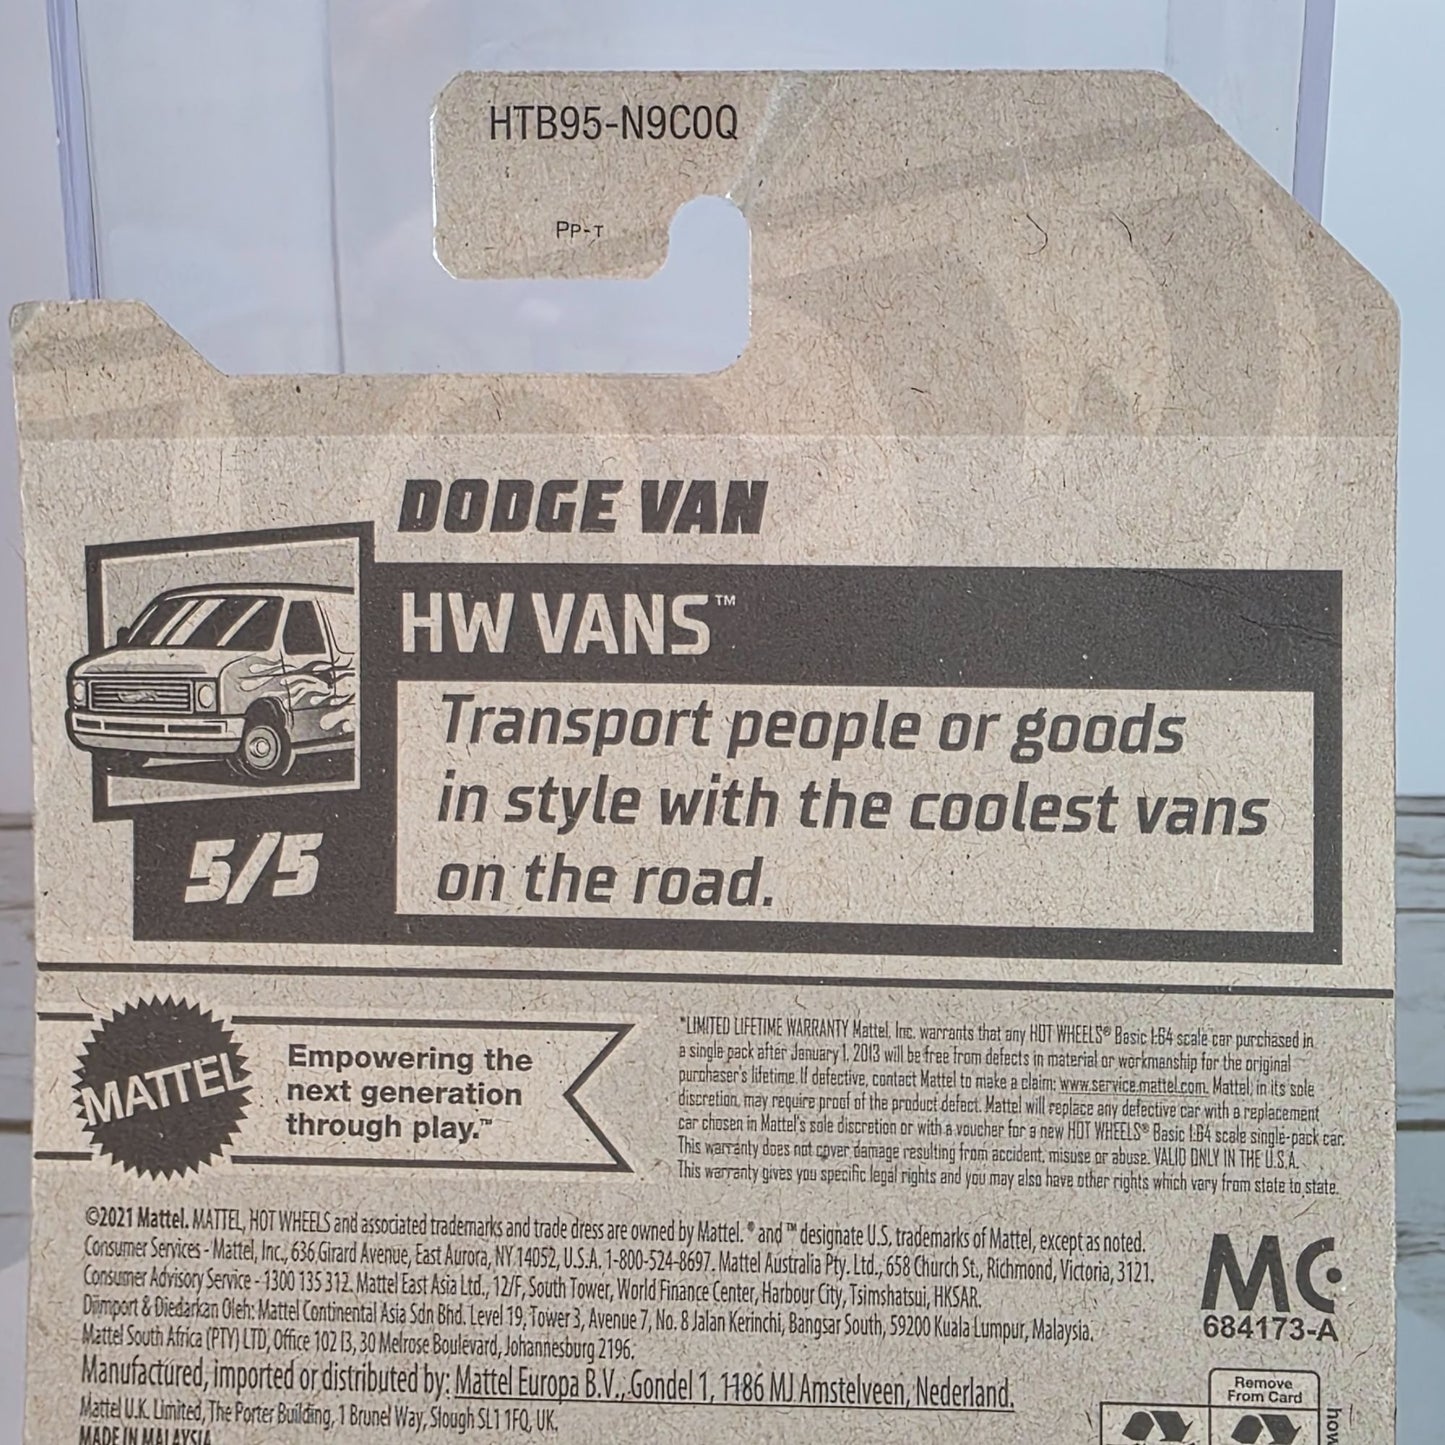 HTB95-N9C0Q
PP-T
DODGE VAN
HW VANS™
Transport people or goods
in style with the coolest vans
on the road.
5/5
MATTEL
Empowering the
next generation
through play.™
*LIMITED LIFETIME WARRANTY Mattel, Inc. warrants that any HOT WHEELS® Basic 1:64 scale car purchased in
a single pack after January 1, 2013 will be free from defects in material or workmanship for the original
purchaser's lifetime. If defective, contact Mattel to make a claim: www.service.mattel.com. Mattel, in its sole
discretion, may require proof of the product defect. Mattel will replace any defective car with a replacement
car chosen in Mattel's sole discretion or with a voucher for a new HOT WHEELS® Basic 1:64 scale single-pack car.
This warranty does not cover damage resulting from accident, misuse or abuse. VALID ONLY IN THE U.S.A.
This warranty gives you specific legal rights and you may also have other rights which vary from state to state.
©2021 Mattel. MATTEL, HOT WHEELS and associated trademarks and trade dress are owned by Mattel. ® and ™ designate U.S. trademarks of Mattel, except as noted.
Consumer Services - Mattel, Inc., 636 Girard Avenue, East Aurora, NY 14052, U.S.A. 1-800-524-8697. Mattel Australia Pty. Ltd., 658 Church St., Richmond, Victoria, 3121.
Consumer Advisory Service - 1300 135 312. Mattel East Asia Ltd., 12/F, South Tower, World Finance Center, Harbour City, Tsimshatsui, HKSAR.
Diimport & Diedarkan Oleh: Mattel Continental Asia Sdn Bhd. Level 19, Tower 3, Avenue 7, No. 8 Jalan Kerinchi, Bangsar South, 59200 Kuala Lumpur, Malaysia.
Mattel South Africa (PTY) LTD, Office 102 I3, 30 Melrose Boulevard, Johannesburg 2196.
Manufactured, imported or distributed by: Mattel Europa B.V., Gondel 1, 1186 MJ Amstelveen, Nederland.
Mattel U.K. Limited, The Porter Building, 1 Brunel Way, Slough SL1 1FQ, UK.
MADE IN MALAYSIA
MC
684173-A
Remove
From Card
how